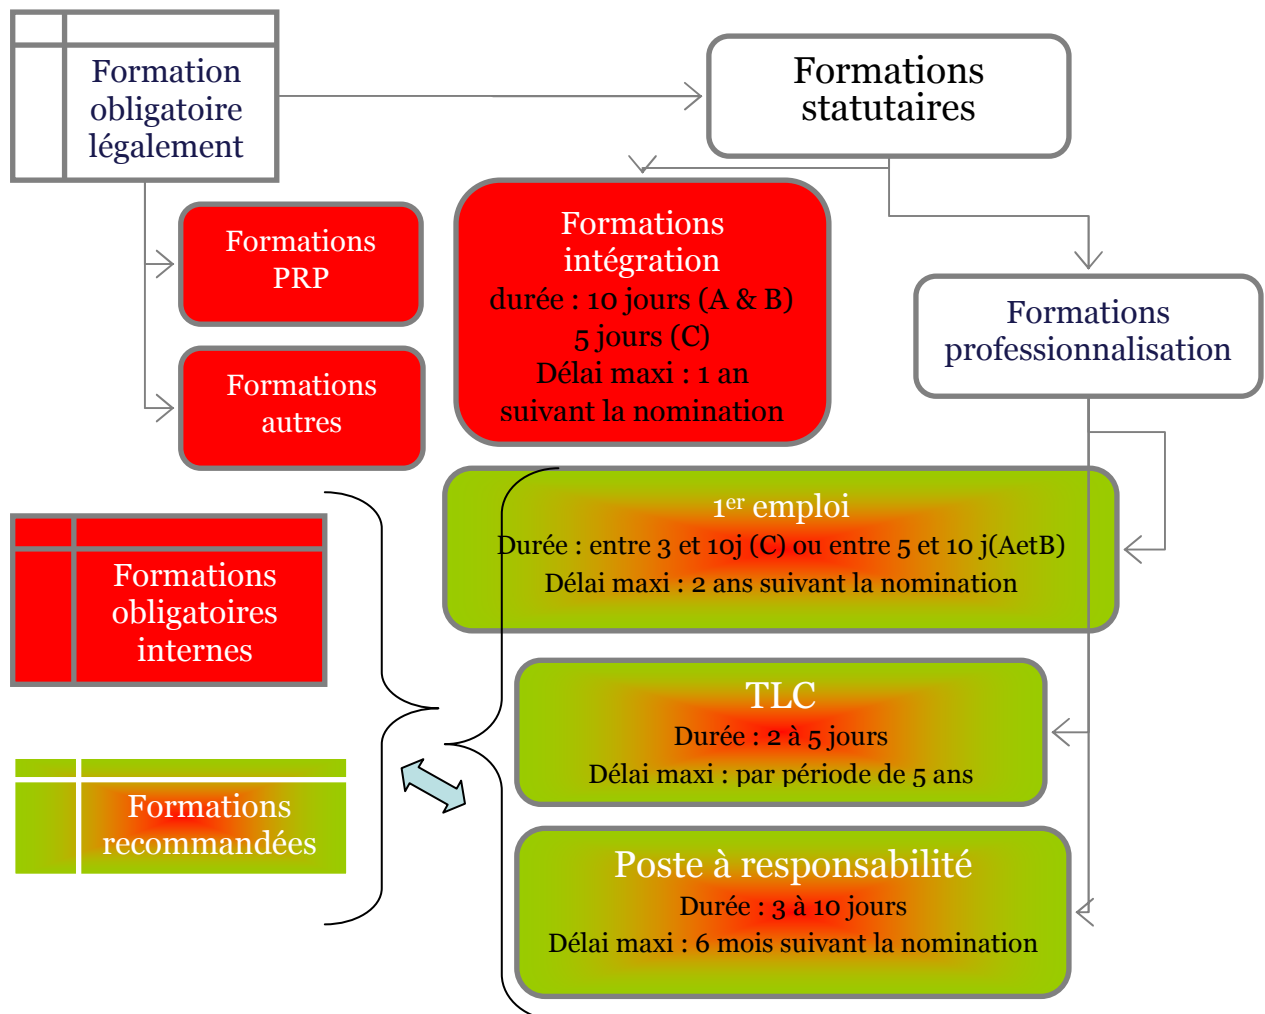 Formation
obligatoire
légalement
Formations
statutaires
Formations
PRP
Formations
autres
Formations
intégration
durée : 10 jours (A & B)
5 jours (C)
Délai maxi : 1 an
suivant la nomination
Formations
professionnalisation
1er emploi
Durée : entre 3 et 10j (C) ou entre 5 et 10 j(AetB)
Délai maxi : 2 ans suivant la nomination
Formations
obligatoires
internes
TLC
Durée : 2 à 5 jours
Délai maxi : par période de 5 ans
Formations
recommandées
Poste à responsabilité
Durée : 3 à 10 jours
Délai maxi : 6 mois suivant la nomination